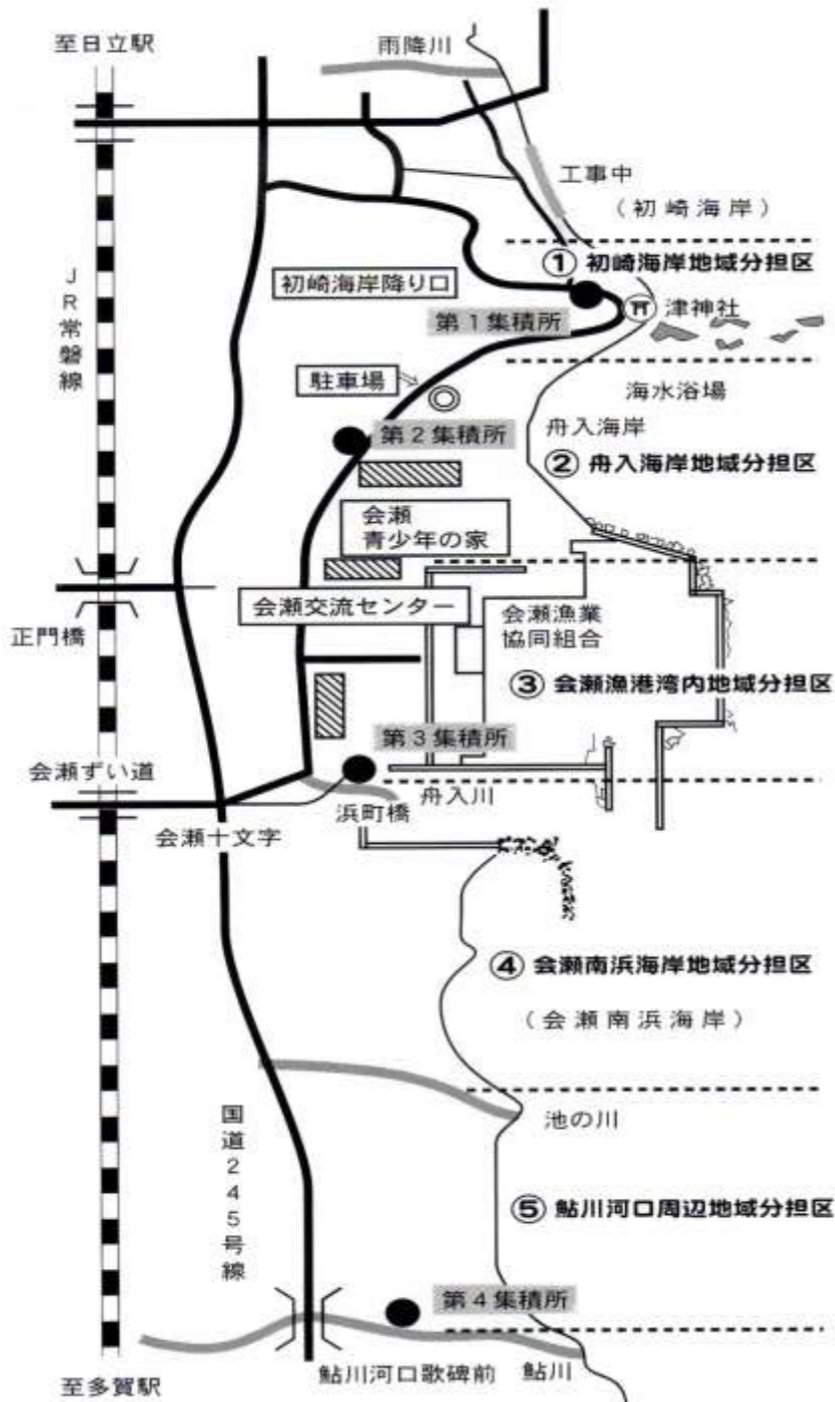 至日立駅
雨降川
工事中
（初崎海岸）
① 初崎海岸地域分担区
JR常磐線
初崎海岸降り口
第1集積所
津神社
駐車場
海水浴場
第2集積所
舟入海岸
② 舟入海岸地域分担区
会瀬
青少年の家
会瀬交流センター
会瀬漁業
協同組合
正門橋
③ 会瀬漁港湾内地域分担区
第3集積所
会瀬ずい道
舟入川
浜町橋
会瀬十文字
④ 会瀬南浜海岸地域分担区
（会瀬南浜海岸）
国道245号線
池の川
⑤ 鮎川河口周辺地域分担区
第4集積所
鮎川河口歌碑前
鮎川
至多賀駅